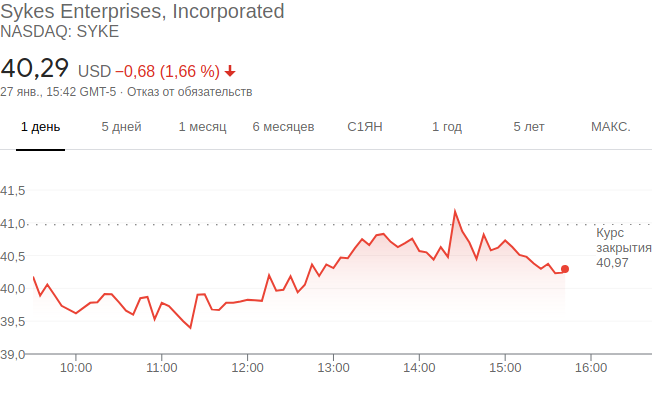 Sykes Enterprises, Incorporated
NASDAQ: SYKE
40,29 USD −0,68 (1,66 %)
27 янв., 15:42 GMT-5 · Отказ от обязательств
1 день 5 дней 1 месяц 6 месяцев С1ЯН 1 год 5 лет МАКС.
41,5
41,0
Курс
закрытия
40,97
40,5
40,0
39,5
39,0
10:00 11:00 12:00 13:00 14:00 15:00 16:00